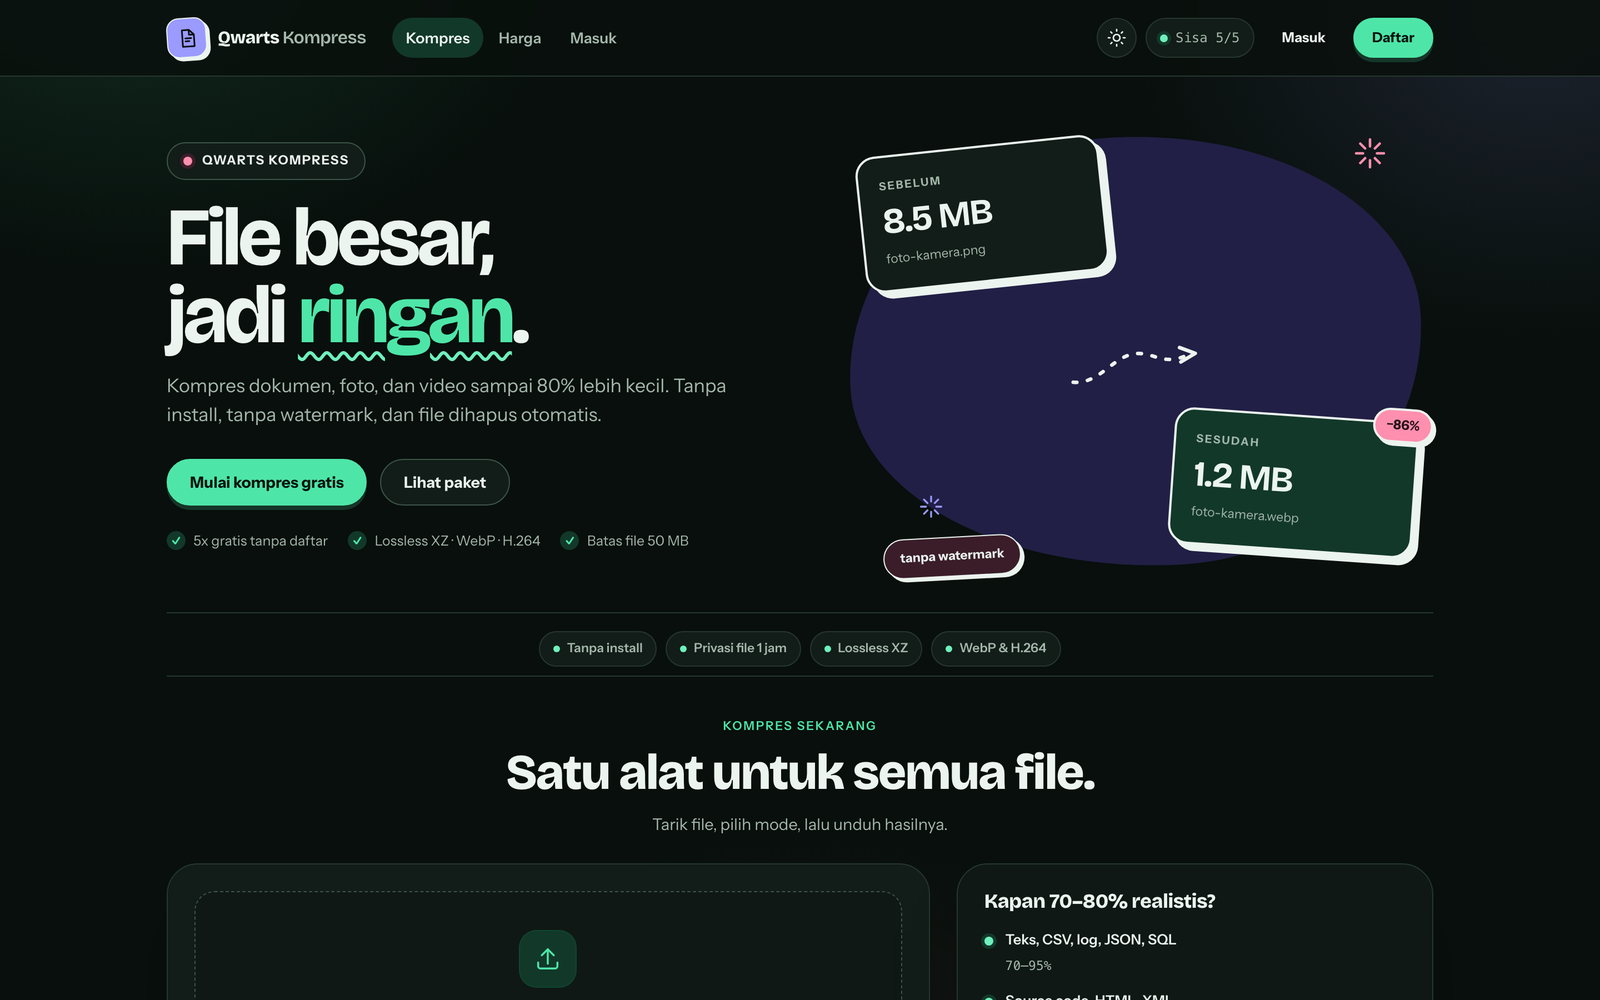 Qwarts Kompress
Kompres
Harga
Masuk
Sisa 5/5
Masuk
Daftar
QWARTS KOMPRESS
File besar,
jadi ringan.
Kompres dokumen, foto, dan video sampai 80% lebih kecil. Tanpa
install, tanpa watermark, dan file dihapus otomatis.
Mulai kompres gratis
Lihat paket
5x gratis tanpa daftar
Lossless XZ · WebP · H.264
Batas file 50 MB
SEBELUM
8.5 MB
foto-kamera.png
−86%
SESUDAH
1.2 MB
foto-kamera.webp
tanpa watermark
Tanpa install
Privasi file 1 jam
Lossless XZ
WebP & H.264
KOMPRES SEKARANG
Satu alat untuk semua file.
Tarik file, pilih mode, lalu unduh hasilnya.
Kapan 70–80% realistis?
Teks, CSV, log, JSON, SQL
70–95%
Source code, HTML, XML